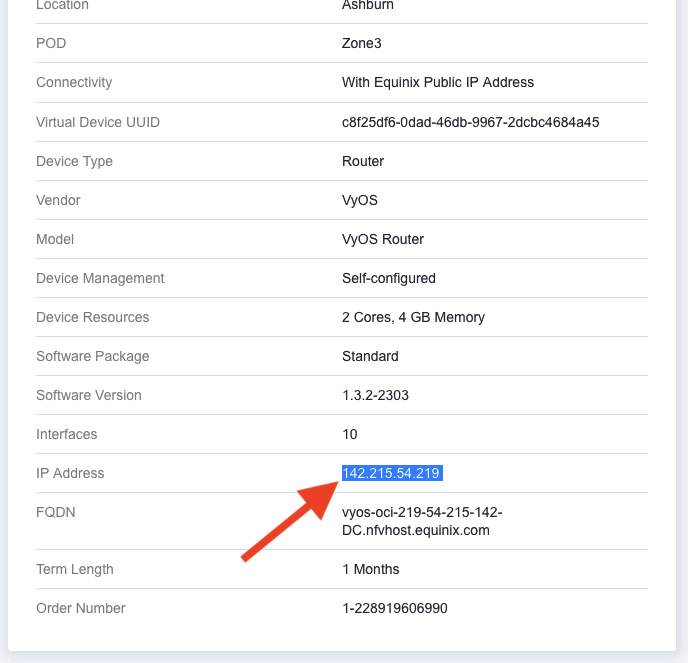 Location Ashburn
POD Zone3
Connectivity With Equinix Public IP Address
Virtual Device UUID c8f25df6-0dad-46db-9967-2dcbc4684a45
Device Type Router
Vendor VyOS
Model VyOS Router
Device Management Self-configured
Device Resources 2 Cores, 4 GB Memory
Software Package Standard
Software Version 1.3.2-2303
Interfaces 10
IP Address 142.215.54.219
FQDN vyos-oci-219-54-215-142-
DC.nfvhost.equinix.com
Term Length 1 Months
Order Number 1-228919606990